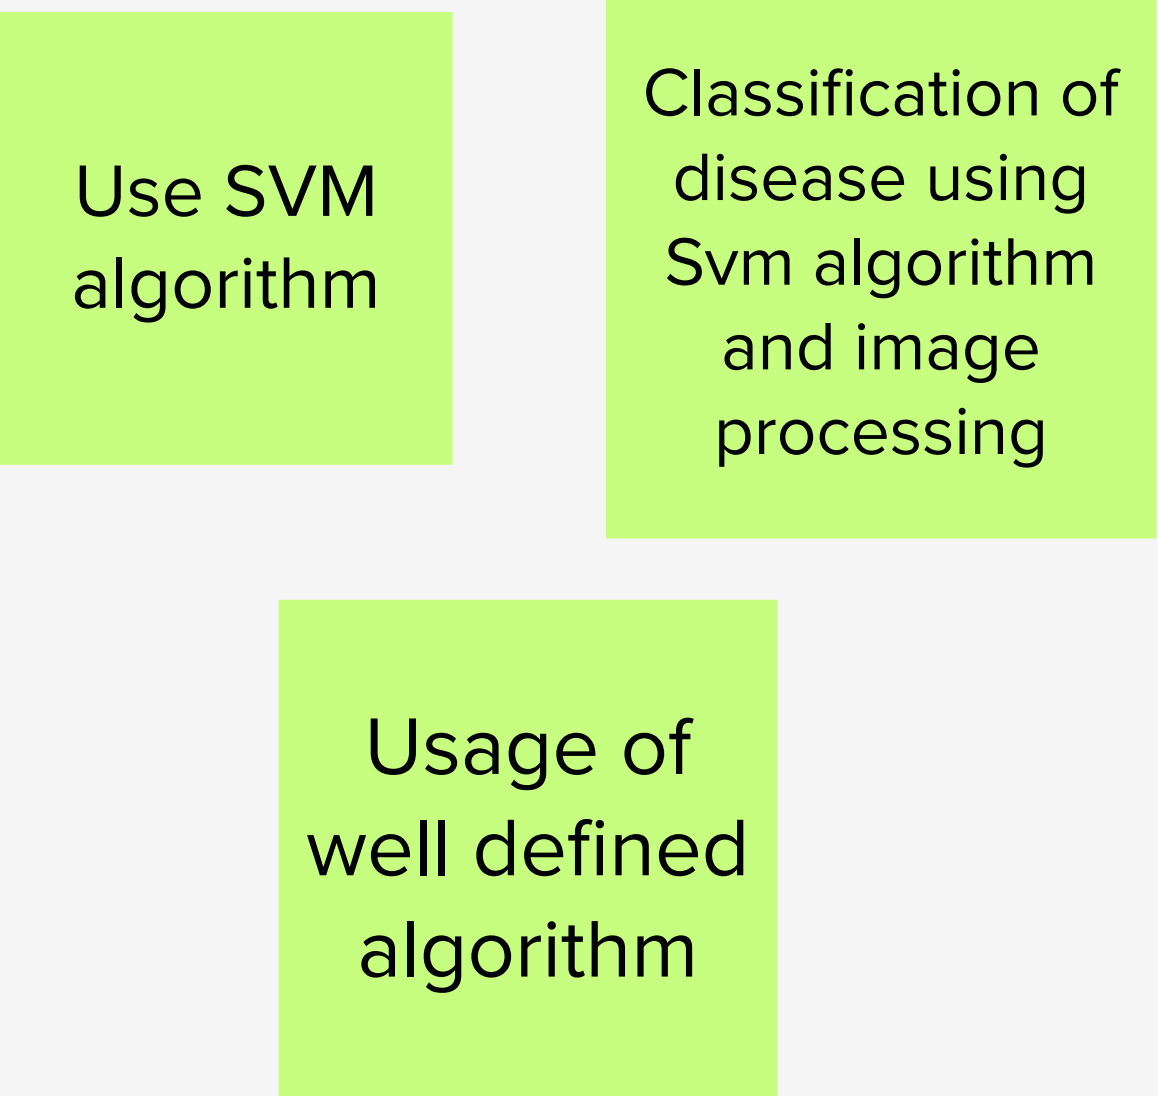 Use SVM
algorithm
Classification of
disease using
Svm algorithm
and image
processing
Usage of
well defined
algorithm